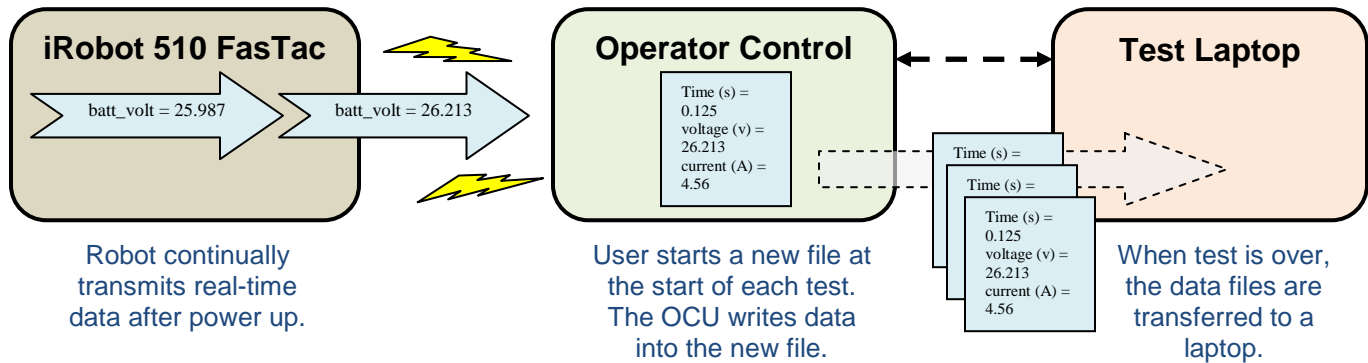 iRobot 510 FasTac
batt_volt = 25.987
batt_volt = 26.213
Robot continually
transmits real-time
data after power up.
Operator Control
Time (s) =
0.125
voltage (v) =
26.213
current (A) =
4.56
User starts a new file at
the start of each test.
The OCU writes data
into the new file.
Test Laptop
Time (s) =
Time (s) =
Time (s) =
0.125
voltage (v) =
26.213
current (A) =
4.56
When test is over,
the data files are
transferred to a
laptop.